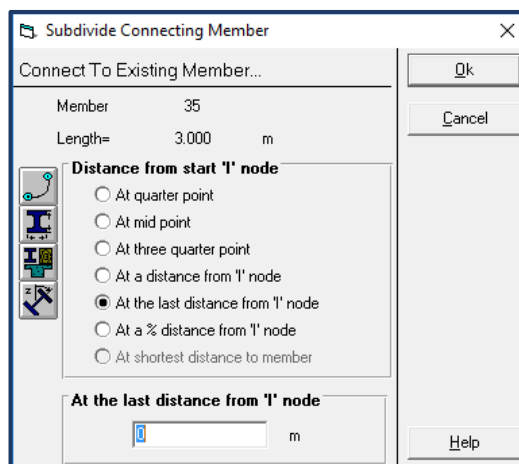 Subdivide Connecting Member
Connect To Existing Member...
Ok
Member 35
Cancel
Length= 3.000 m
Distance from start 'I' node
At quarter point
At mid point
At three quarter point
At a distance from 'I' node
At the last distance from 'I' node
At a % distance from 'I' node
At shortest distance to member
At the last distance from 'I' node
0 m
Help